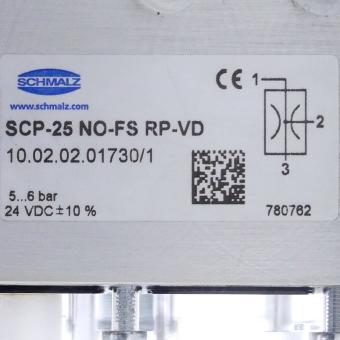 SCHMALZ
www.schmalz.com
CE
1
2
3
SCP-25 NO-FS RP-VD
10.02.02.01730/1
5...6 bar
24 VDC ± 10 %
780762